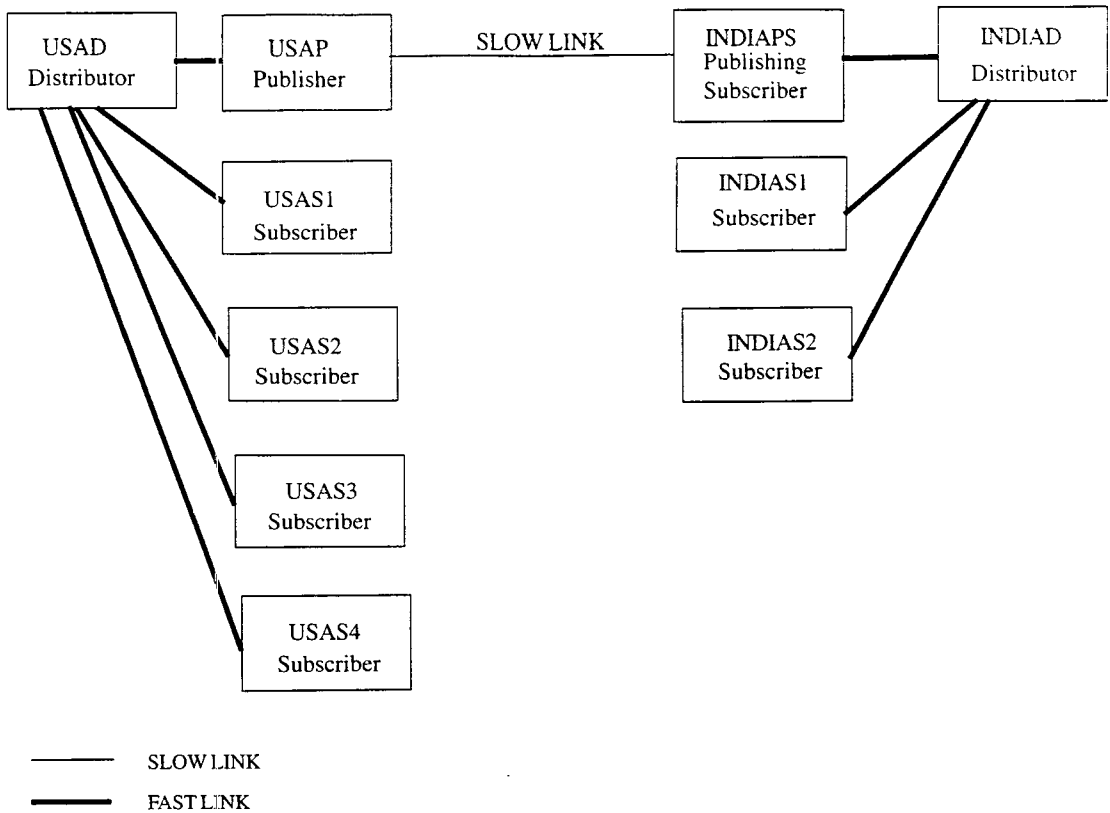 USAD
Distributor
USAP
Publisher
SLOW LINK
INDIAPS
Publishing
Subscriber
INDIAD
Distributor
USAS1
Subscriber
INDIAS1
Subscriber
USAS2
Subscriber
INDIAS2
Subscriber
USAS3
Subscriber
USAS4
Subscriber
SLOW LINK
FAST LINK